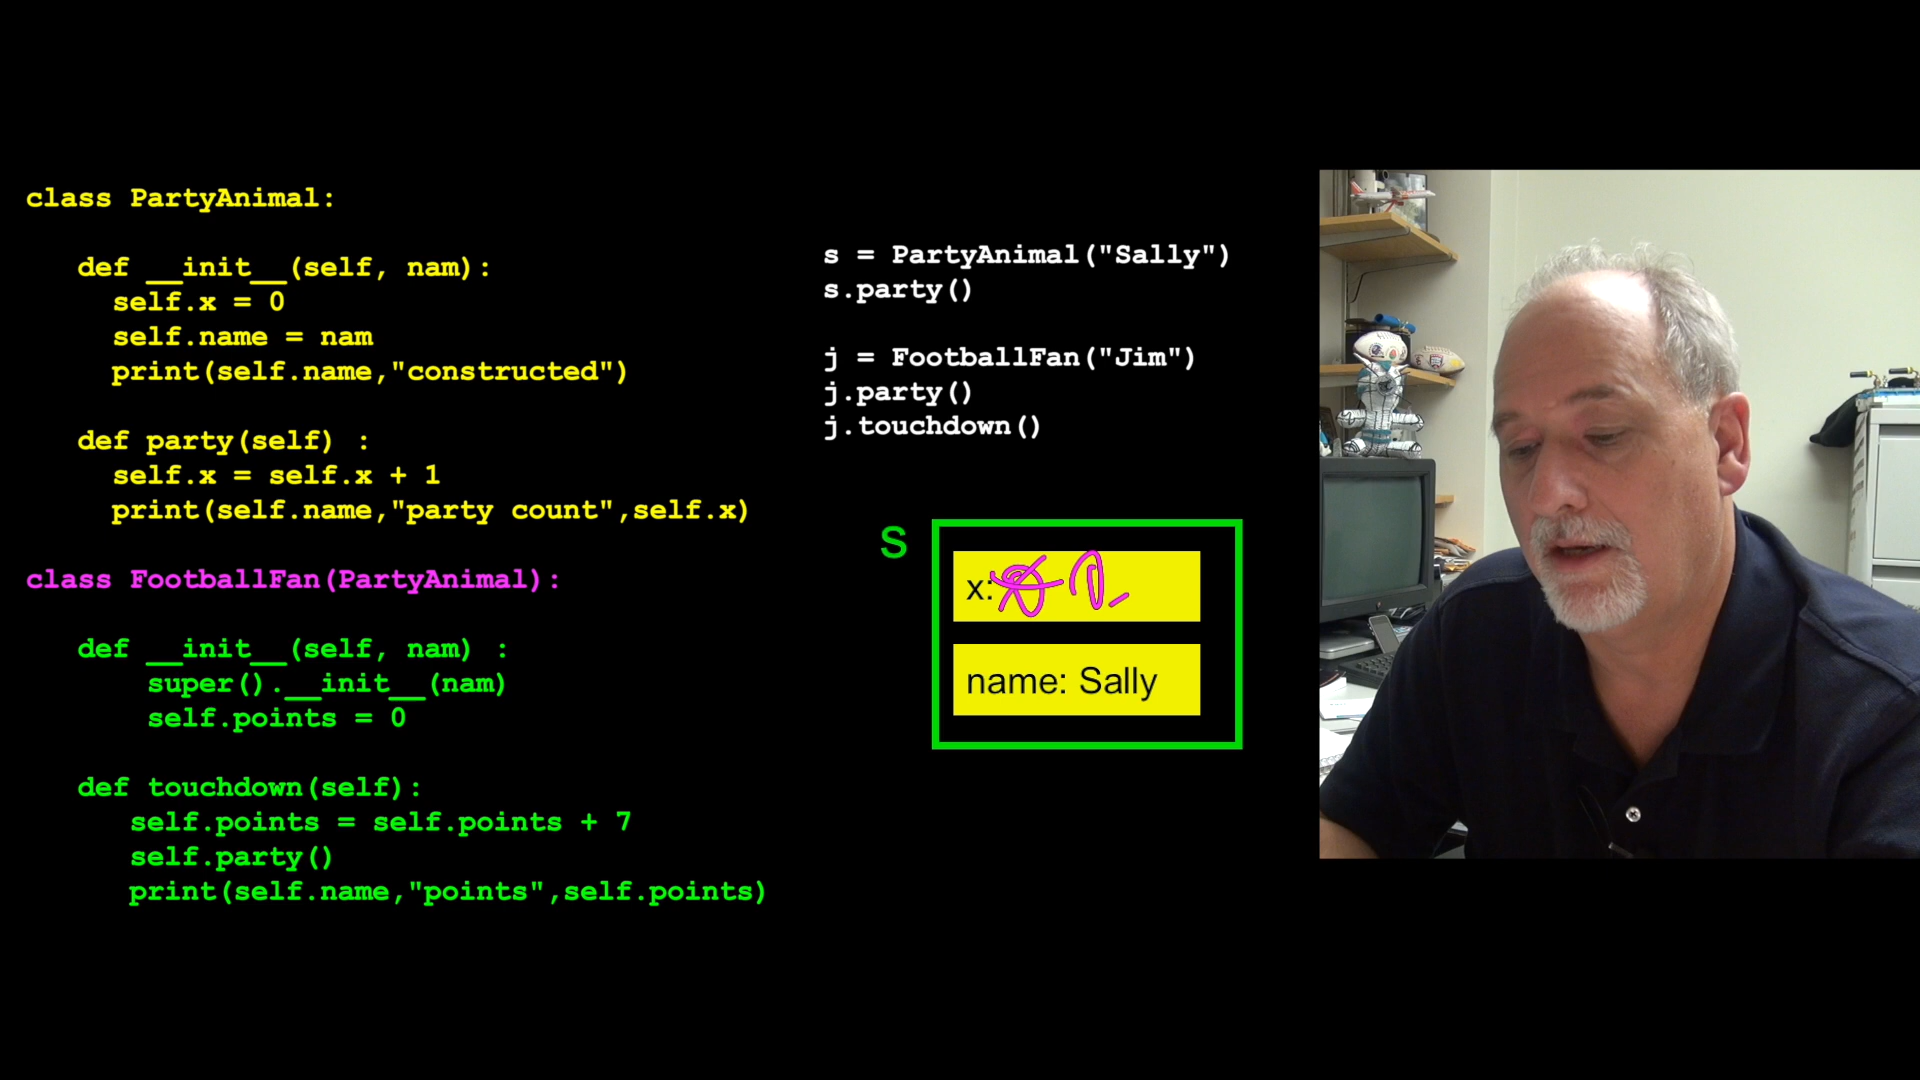 class PartyAnimal:
def __init__(self, nam):
self.x = 0
self.name = nam
print(self.name,"constructed")
def party(self) :
self.x = self.x + 1
print(self.name,"party count",self.x)
class FootballFan(PartyAnimal):
def __init__(self, nam) :
super().__init__(nam)
self.points = 0
def touchdown(self):
self.points = self.points + 7
self.party()
print(self.name,"points",self.points)
s = PartyAnimal("Sally")
s.party()
j = FootballFan("Jim")
j.party()
j.touchdown()
S
x:
name: Sally